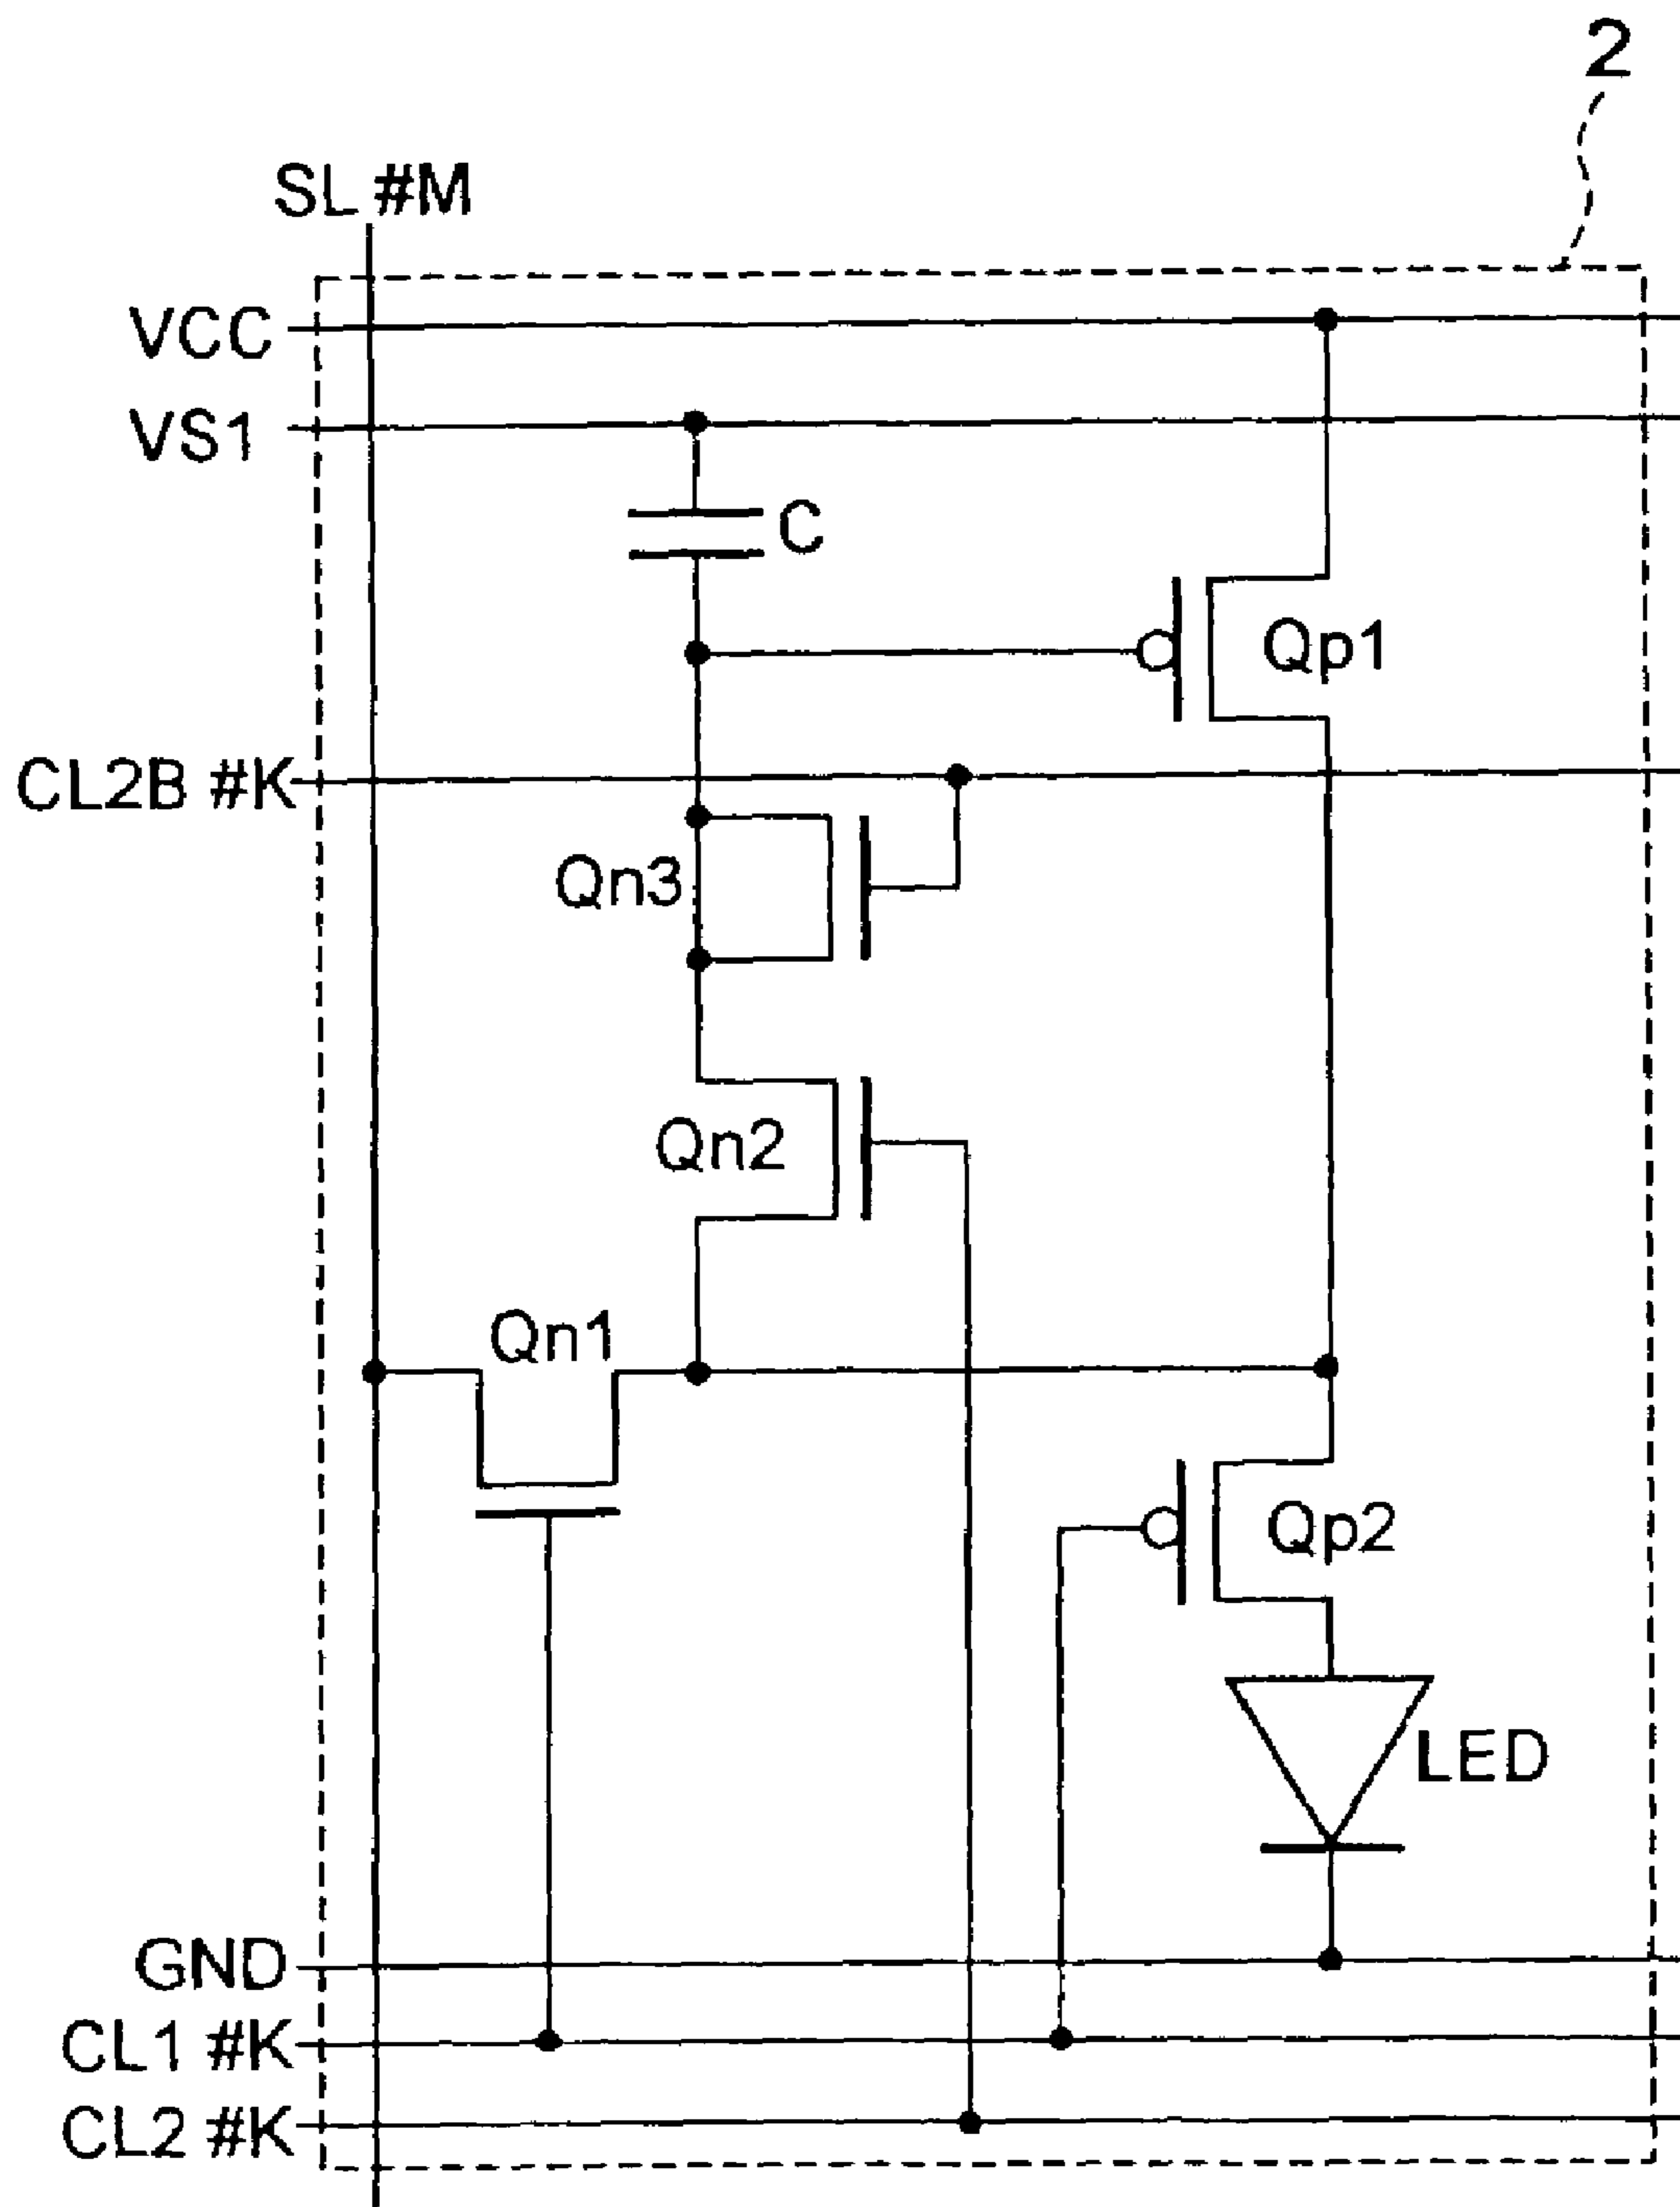 2
SL #M
VCC
VS1
C
Qp1
CL2B #K
Qn3
Qn2
Qn1
Qp2
LED
GND
CL1 #K
CL2 #K